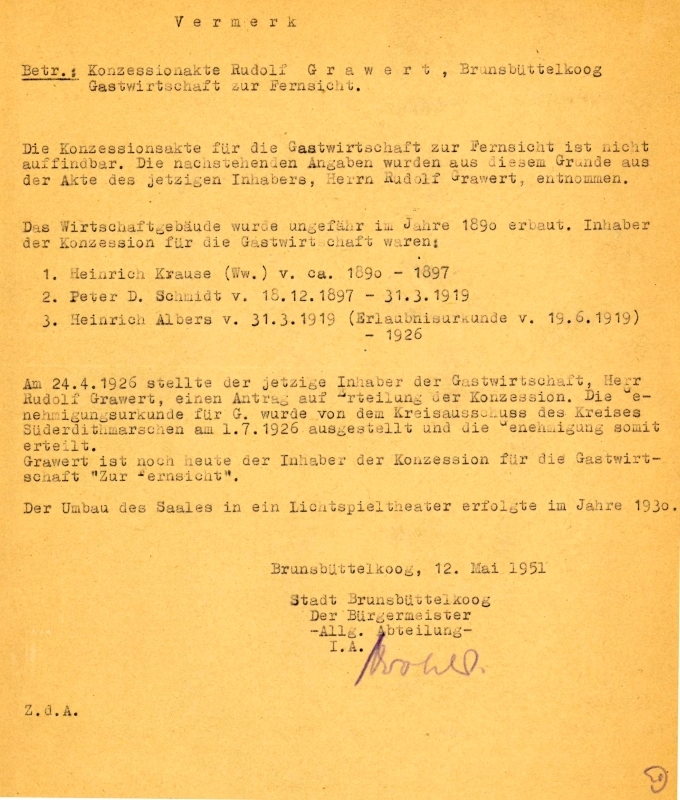 V e r m e r k
Betr.: Konzessionakte Rudolf G r a w e r t , Brunsbüttelkoog
Gastwirtschaft zur Fernsicht.
Die Konzessionsakte für die Gastwirtschaft zur Fernsicht ist nicht
auffindbar. Die nachstehenden Angaben wurden aus diesem Grunde aus
der Akte des jetzigen Inhabers, Herrn Rudolf Grawert, entnommen.
Das Wirtschaftgebäude wurde ungefähr im Jahre 189o erbaut. Inhaber
der Konzession für die Gastwirtschaft waren:
1. Heinrich Krause (Ww.) v. ca. 189o - 1897
2. Peter D. Schmidt v. 18.12.1897 - 31.3.1919
3. Heinrich Albers v. 31.3.1919 (Erlaubnisurkunde v. 19.6.1919)
- 1926
Am 24.4.1926 stellte der jetzige Inhaber der Gastwirtschaft, Herr
Rudolf Grawert, einen Antrag auf Erteilung der Konzession. Die Ge-
nehmigungsurkunde für G. wurde von dem Kreisausschuss des Kreises
Süderdithmarschen am 1.7.1926 ausgestellt und die Genehmigung somit
erteilt.
Grawert ist noch heute der Inhaber der Konzession für die Gastwirt-
schaft "Zur Fernsicht".
Der Umbau des Saales in ein Lichtspieltheater erfolgte im Jahre 193o.
Brunsbüttelkoog, 12. Mai 1951
Stadt Brunsbüttelkoog
Der Bürgermeister
-Allg. Abteilung-
I.A.
Z.d.A.